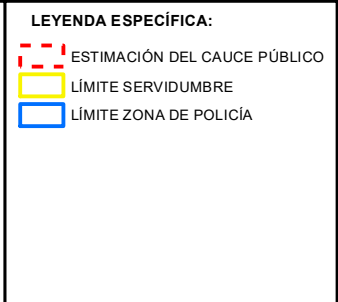 LEYENDA ESPECÍFICA:
ESTIMACIÓN DEL CAUCE PÚBLICO
LÍMITE SERVIDUMBRE
LÍMITE ZONA DE POLICÍA